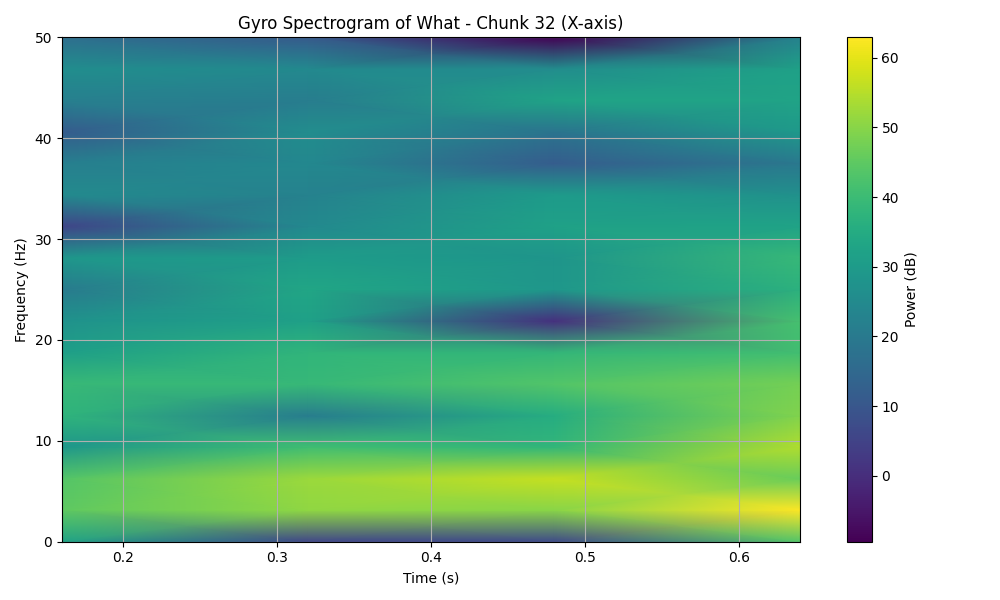 Gyro Spectrogram of What - Chunk 32 (X-axis)
50
40
30
20
10
0
Frequency (Hz)
0.2 0.3 0.4 0.5 0.6
Time (s)
60
50
40
30
20
10
0
Power (dB)